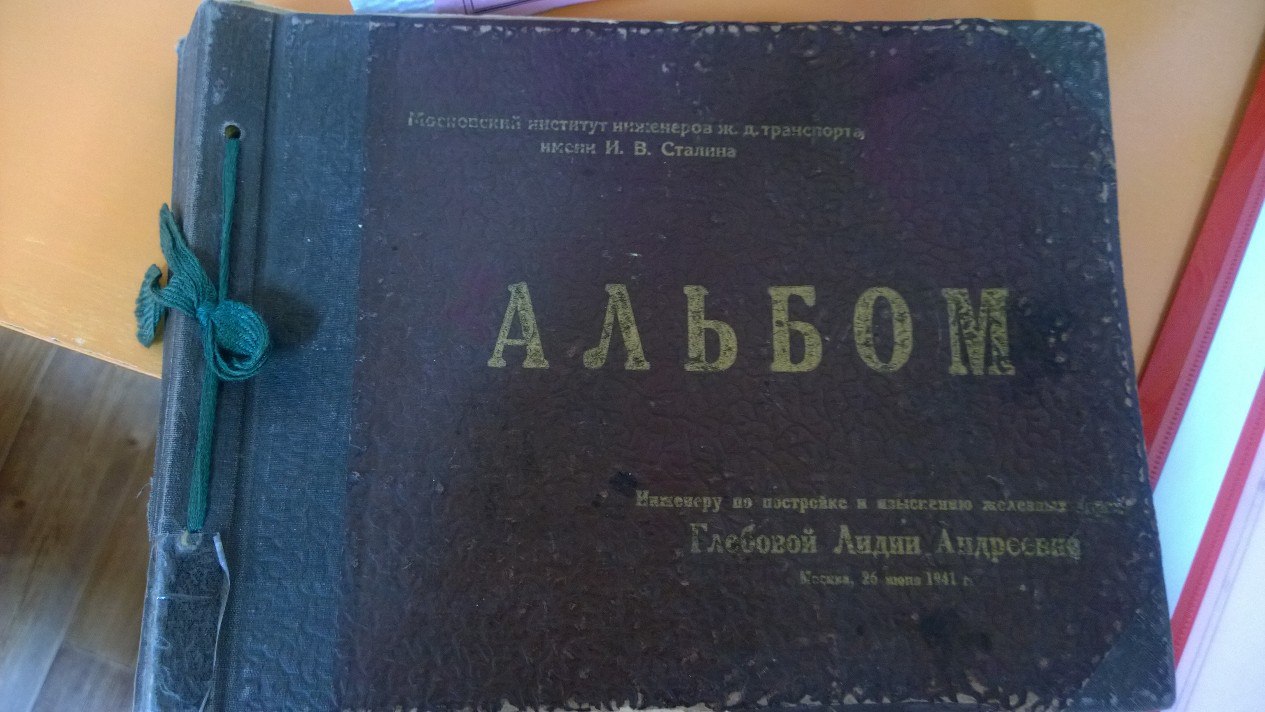 Московский институт инженеров ж. д. транспорта,
имени И. В. Сталина
АЛЬБОМ
Инженеру по постройке и изысканию железных дорог
Глебовой Лидии Андреевне
Москва, 26 июня 1941 г.